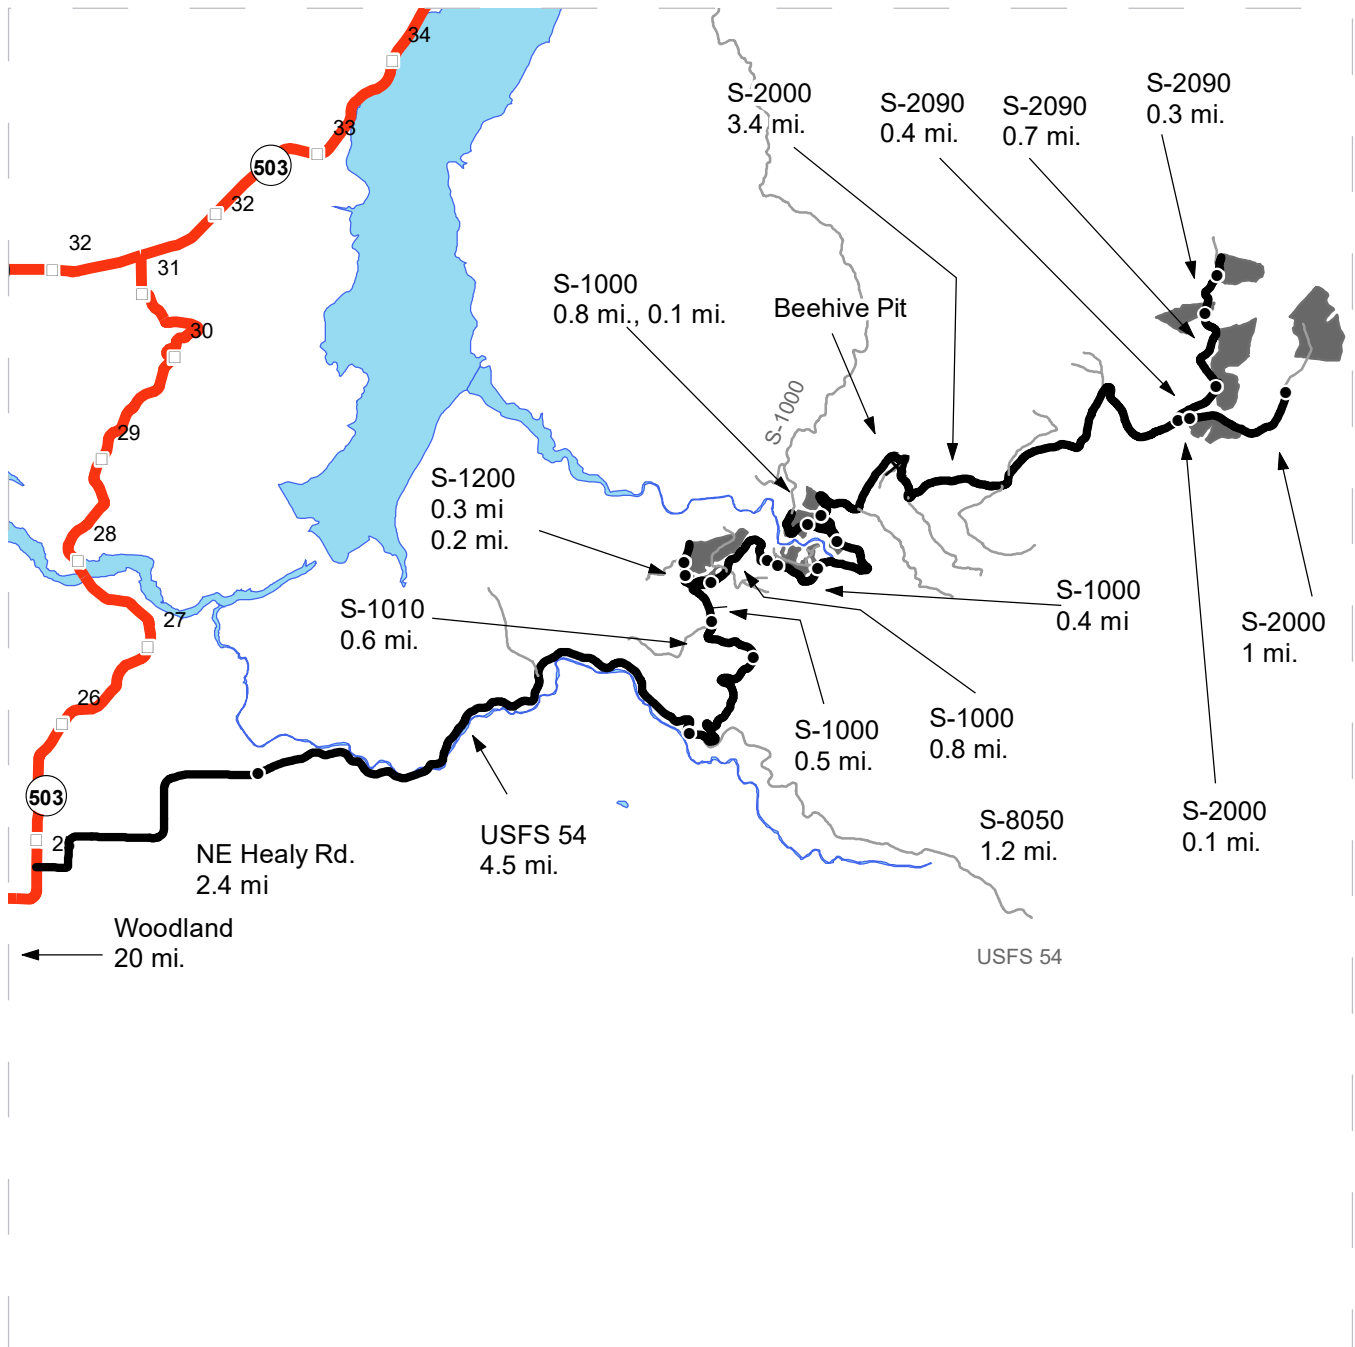 34
S-2090
0.3 mi.
S-2000
3.4 mi.
S-2090
0.4 mi.
S-2090
0.7 mi.
33
503
32
32
31
30
S-1000
0.8 mi., 0.1 mi.
Beehive Pit
S-1000
29
S-1200
0.3 mi
0.2 mi.
28
S-1010
0.6 mi.
27
S-1000
0.4 mi
S-2000
1 mi.
26
S-1000
0.5 mi.
S-1000
0.8 mi.
503
S-8050
1.2 mi.
S-2000
0.1 mi.
USFS 54
4.5 mi.
NE Healy Rd.
2.4 mi
Woodland
20 mi.
USFS 54